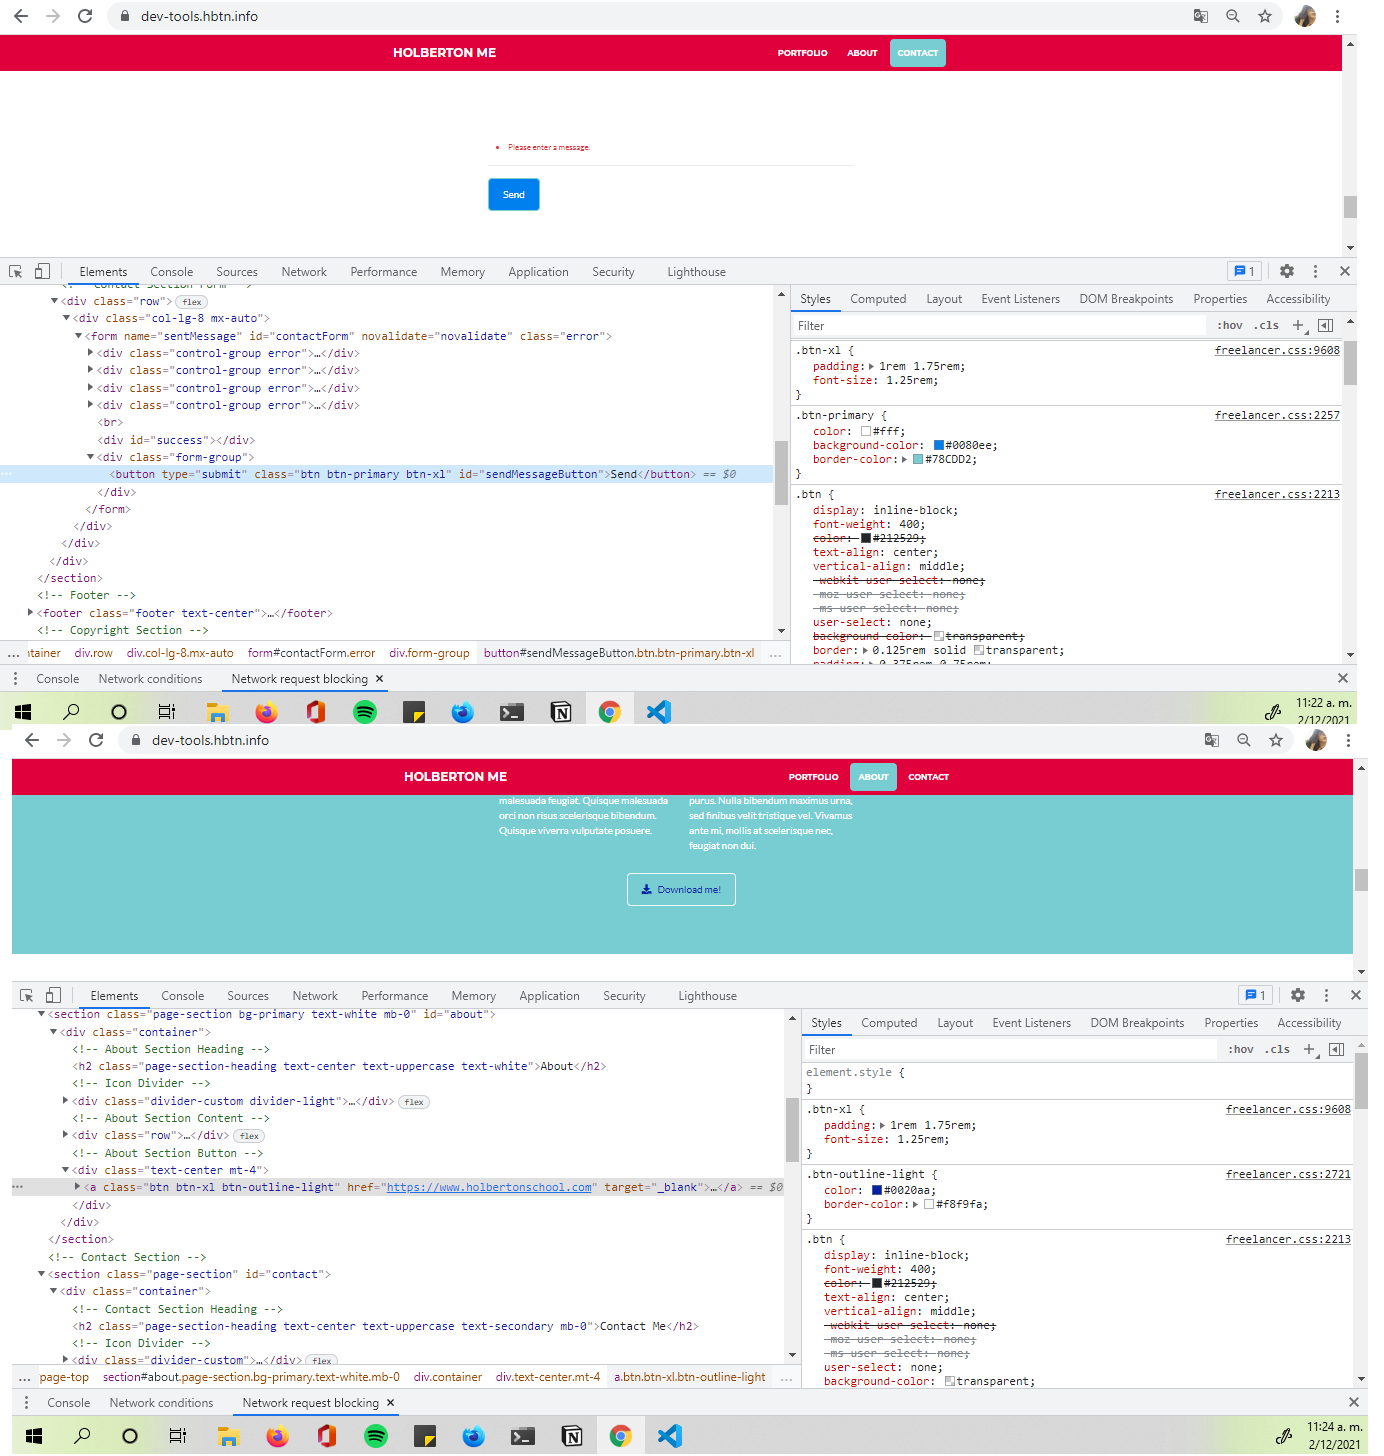 dev-tools.hbtn.info
HOLBERTON ME PORTFOLIO ABOUT CONTACT
• Please enter a message.
Send
Elements Console Sources Network Performance Memory Application Security Lighthouse 1
<!-- Contact Section Form -->
<div class="row"> flex
<div class="col-lg-8 mx-auto">
<form name="sentMessage" id="contactForm" novalidate="novalidate" class="error">
<div class="control-group error">…</div>
<div class="control-group error">…</div>
<div class="control-group error">…</div>
<div class="control-group error">…</div>
<br>
<div id="success"></div>
<div class="form-group">
<button type="submit" class="btn btn-primary btn-xl" id="sendMessageButton">Send</button> == $0
</div>
</form>
</div>
</div>
</div>
</section>
<!-- Footer -->
<footer class="footer text-center">…</footer>
<!-- Copyright Section -->
... ntainer div.row div.col-lg-8.mx-auto form#contactForm.error div.form-group button#sendMessageButton.btn.btn-primary.btn-xl ...
Styles Computed Layout Event Listeners DOM Breakpoints Properties Accessibility
Filter :hov .cls +
.btn-xl { freelancer.css:9608
padding: 1rem 1.75rem;
font-size: 1.25rem;
}
.btn-primary { freelancer.css:2257
color: #fff;
background-color: #0080ee;
border-color: #78CDD2;
}
.btn { freelancer.css:2213
display: inline-block;
font-weight: 400;
color: #212529;
text-align: center;
vertical-align: middle;
-webkit-user-select: none;
-moz-user-select: none;
-ms-user-select: none;
user-select: none;
background-color: transparent;
border: 0.125rem solid transparent;
padding: 0.375rem 0.75rem;
Console Network conditions Network request blocking ×
11:22 a. m.
2/12/2021
dev-tools.hbtn.info
HOLBERTON ME PORTFOLIO ABOUT CONTACT
malesuada feugiat. Quisque malesuada
orci non risus scelerisque bibendum.
Quisque viverra vulputate posuere.
purus. Nulla bibendum maximus urna,
sed finibus velit tristique vel. Vivamus
ante mi, mollis at scelerisque nec,
feugiat non dui.
Download me!
Elements Console Sources Network Performance Memory Application Security Lighthouse 1
<section class="page-section bg-primary text-white mb-0" id="about">
<div class="container">
<!-- About Section Heading -->
<h2 class="page-section-heading text-center text-uppercase text-white">About</h2>
<!-- Icon Divider -->
<div class="divider-custom divider-light">…</div> flex
<!-- About Section Content -->
<div class="row">…</div> flex
<!-- About Section Button -->
<div class="text-center mt-4">
<a class="btn btn-xl btn-outline-light" href="https://www.holbertonschool.com" target="_blank">…</a> == $0
</div>
</div>
</section>
<!-- Contact Section -->
<section class="page-section" id="contact">
<div class="container">
<!-- Contact Section Heading -->
<h2 class="page-section-heading text-center text-uppercase text-secondary mb-0">Contact Me</h2>
<!-- Icon Divider -->
<div class="divider-custom">…</div> flex
... page-top section#about.page-section.bg-primary.text-white.mb-0 div.container div.text-center.mt-4 a.btn.btn-xl.btn-outline-light ...
Styles Computed Layout Event Listeners DOM Breakpoints Properties Accessibility
Filter :hov .cls +
element.style {
}
.btn-xl { freelancer.css:9608
padding: 1rem 1.75rem;
font-size: 1.25rem;
}
.btn-outline-light { freelancer.css:2721
color: #0020aa;
border-color: #f8f9fa;
}
.btn { freelancer.css:2213
display: inline-block;
font-weight: 400;
color: #212529;
text-align: center;
vertical-align: middle;
-webkit-user-select: none;
-moz-user-select: none;
-ms-user-select: none;
user-select: none;
background-color: transparent;
Console Network conditions Network request blocking ×
11:24 a. m.
2/12/2021